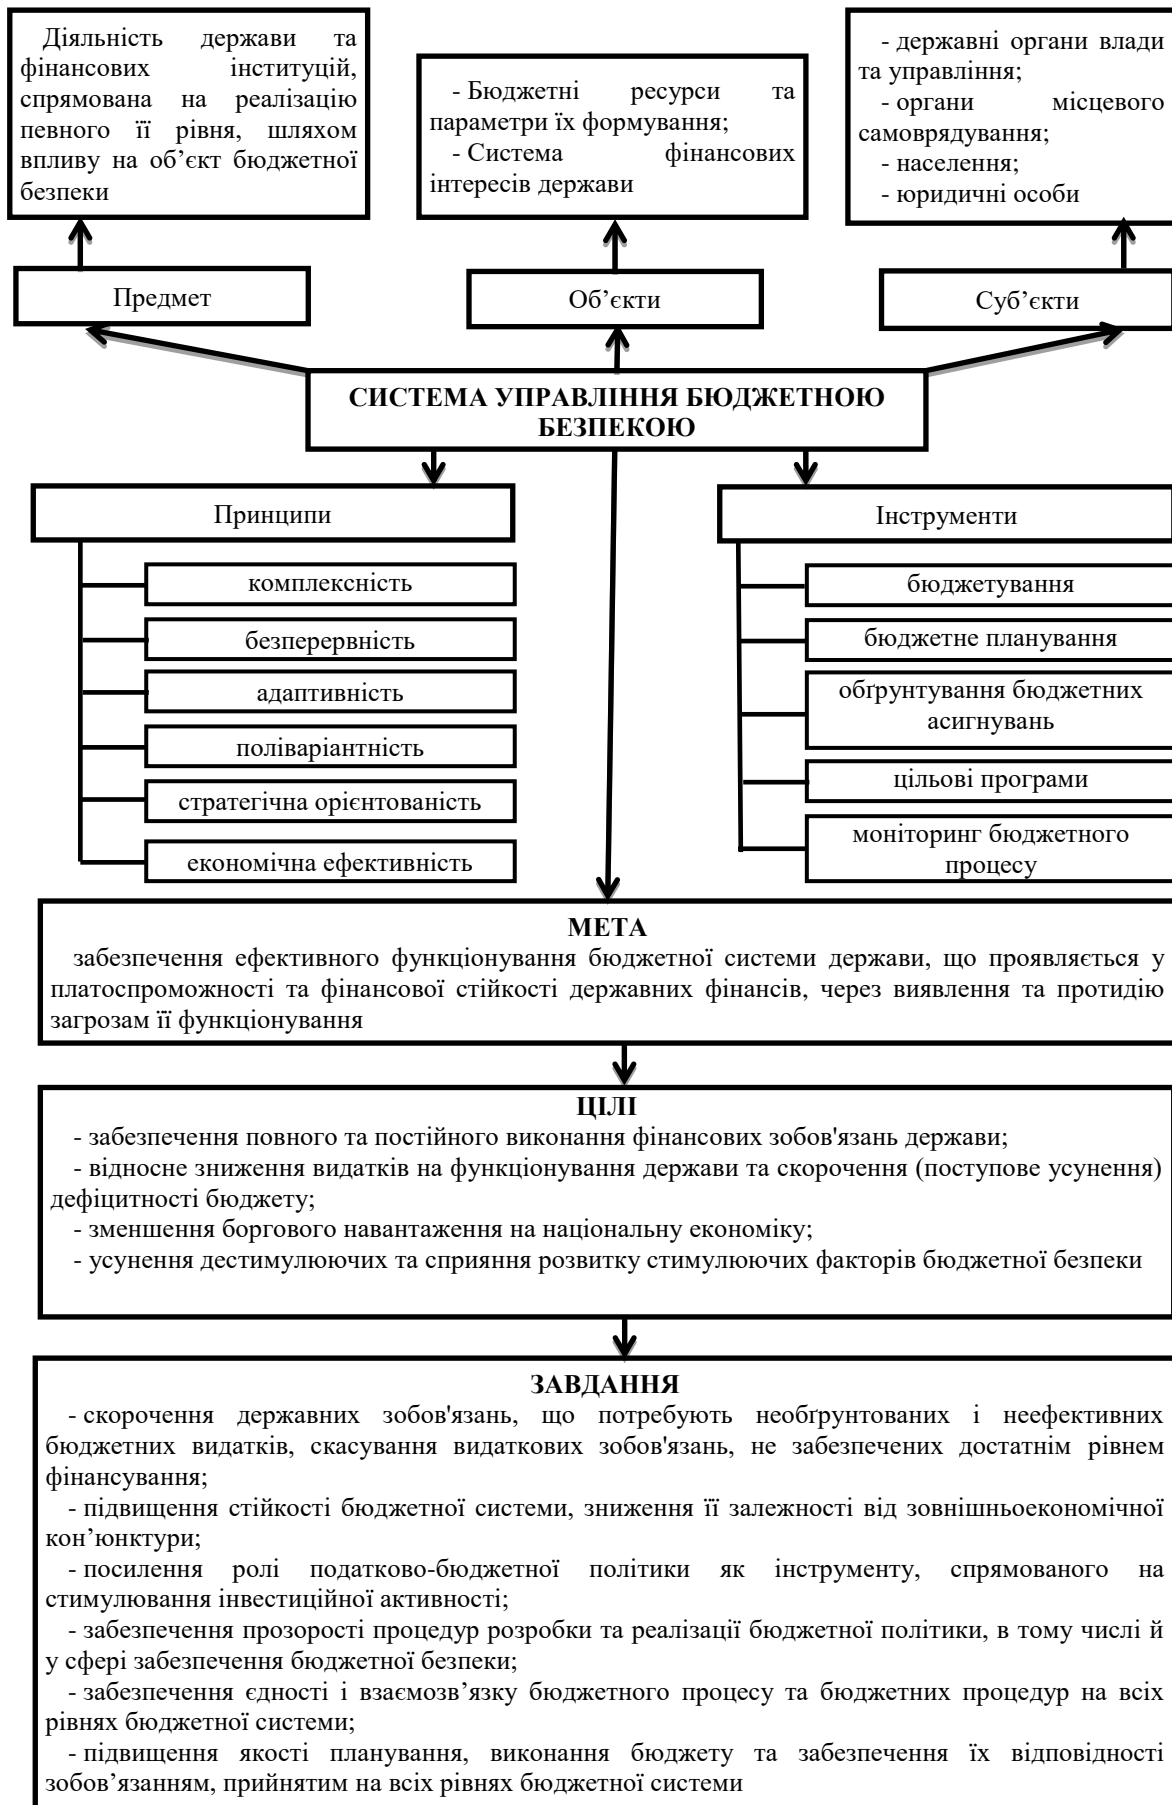 Діяльність держави та
фінансових інституцій,
спрямована на реалізацію
певного її рівня, шляхом
впливу на об’єкт бюджетної
безпеки
- Бюджетні ресурси та
параметри їх формування;
- Система фінансових
інтересів держави
- державні органи влади
та управління;
- органи місцевого
самоврядування;
- населення;
- юридичні особи
Предмет
Об’єкти
Суб’єкти
СИСТЕМА УПРАВЛІННЯ БЮДЖЕТНОЮ
БЕЗПЕКОЮ
Принципи
комплексність
безперервність
адаптивність
поліваріантність
стратегічна орієнтованість
економічна ефективність
Інструменти
бюджетування
бюджетне планування
обґрунтування бюджетних
асигнувань
цільові програми
моніторинг бюджетного
процесу
МЕТА
забезпечення ефективного функціонування бюджетної системи держави, що проявляється у
платоспроможності та фінансової стійкості державних фінансів, через виявлення та протидію
загрозам її функціонування
ЦІЛІ
- забезпечення повного та постійного виконання фінансових зобов'язань держави;
- відносне зниження видатків на функціонування держави та скорочення (поступове усунення)
дефіцитності бюджету;
- зменшення боргового навантаження на національну економіку;
- усунення дестимулюючих та сприяння розвитку стимулюючих факторів бюджетної безпеки
ЗАВДАННЯ
- скорочення державних зобов'язань, що потребують необґрунтованих і неефективних
бюджетних видатків, скасування видаткових зобов'язань, не забезпечених достатнім рівнем
фінансування;
- підвищення стійкості бюджетної системи, зниження її залежності від зовнішньоекономічної
кон’юнктури;
- посилення ролі податково-бюджетної політики як інструменту, спрямованого на
стимулювання інвестиційної активності;
- забезпечення прозорості процедур розробки та реалізації бюджетної політики, в тому числі й
у сфері забезпечення бюджетної безпеки;
- забезпечення єдності і взаємозв’язку бюджетного процесу та бюджетних процедур на всіх
рівнях бюджетної системи;
- підвищення якості планування, виконання бюджету та забезпечення їх відповідності
зобов’язанням, прийнятим на всіх рівнях бюджетної системи